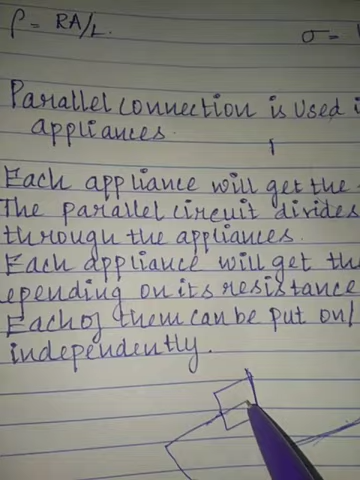 ρ = RA/L. σ =
Parallel connection is used i
appliances.
Each appliance will get the
The parallel circuit divides
through the appliances.
Each appliance will get th
epending on its resistance
Each of them can be put on/
independently.